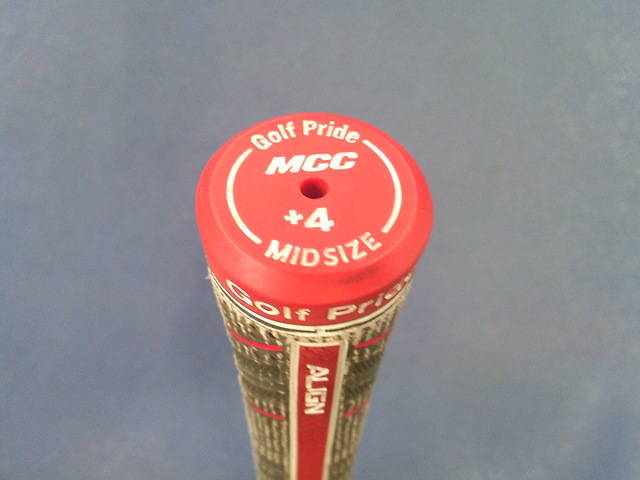 Golf Pride
MCC
+4
MIDSIZE
Golf Pride
ALIGN